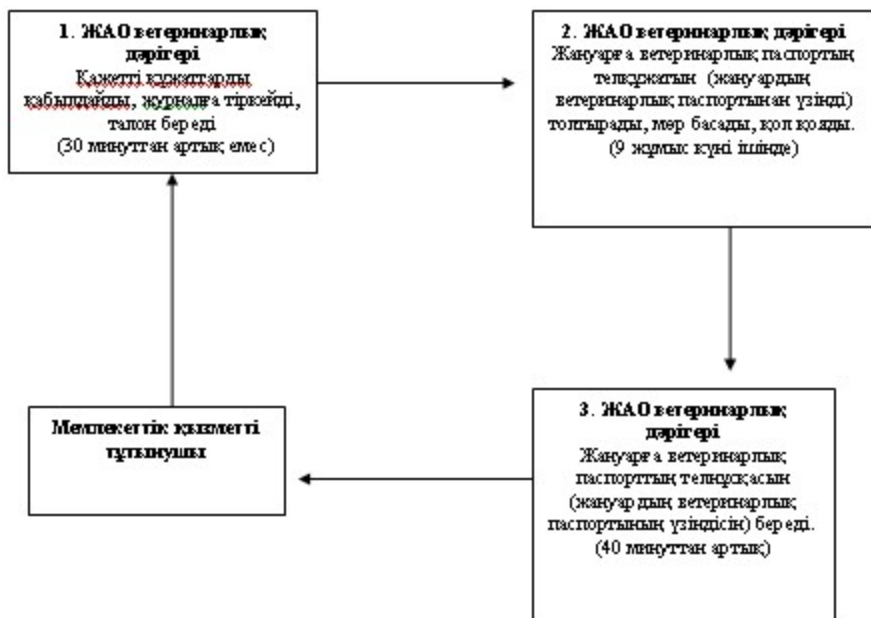 1. ЖАО ветеринарлық
дәрігері
Қажетті құжаттарды
қабылдайды, журналға тіркейді,
талон береді
(30 минуттан артық емес)
2. ЖАО ветеринарлық дәрігері
Жануарға ветеринарлық паспортың
телқұжатын (жануардың
ветеринарлық паспортынан үзінді)
толтырады, мөр басады, қол қояды.
(9 жұмыс күні ішінде)
3. ЖАО ветеринарлық
дәрігері
Жануарға ветеринарлық
паспорттың телнұсқасын
(жануардың ветеринарлық
паспортының үзіндісін) береді.
(40 минуттан артық)
Мемлекеттік қызметті
тұтынушы